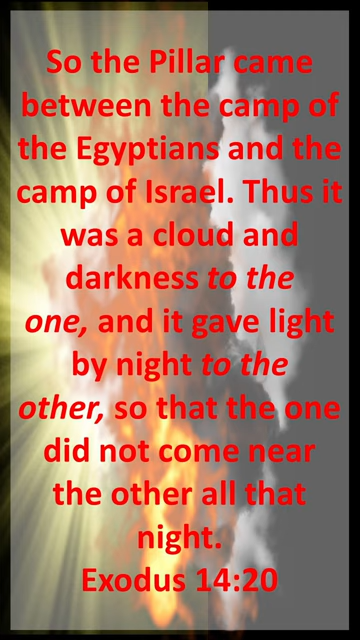 So the Pillar came
between the camp of
the Egyptians and the
camp of Israel. Thus it
was a cloud and
darkness to the
one, and it gave light
by night to the
other, so that the one
did not come near
the other all that
night.
Exodus 14:20